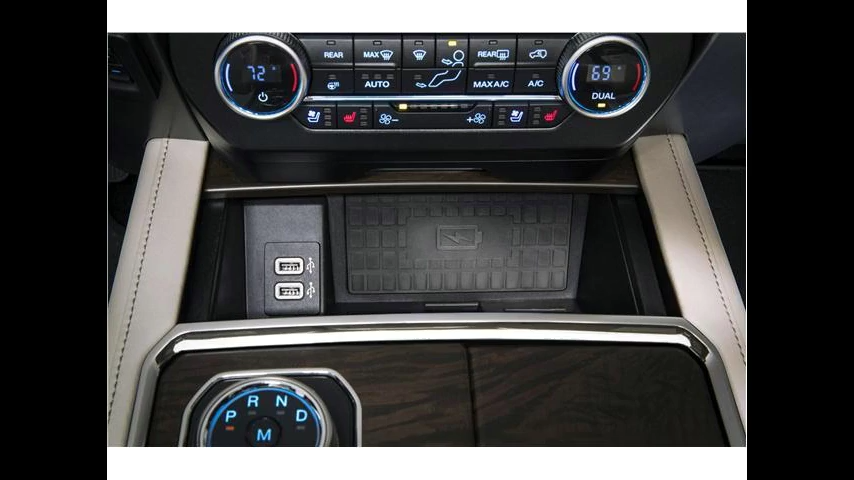 REAR MAX REAR
72° 69°
AUTO MAX A/C A/C
DUAL
- +
R N
P D
M